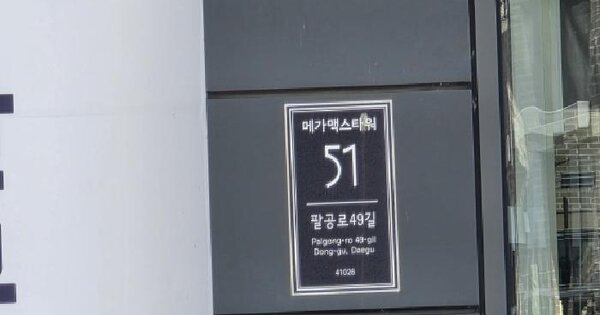 메가맥스타워
51
팔공로49길
Palgong-ro 49-gil
Dong-gu, Daegu
41026